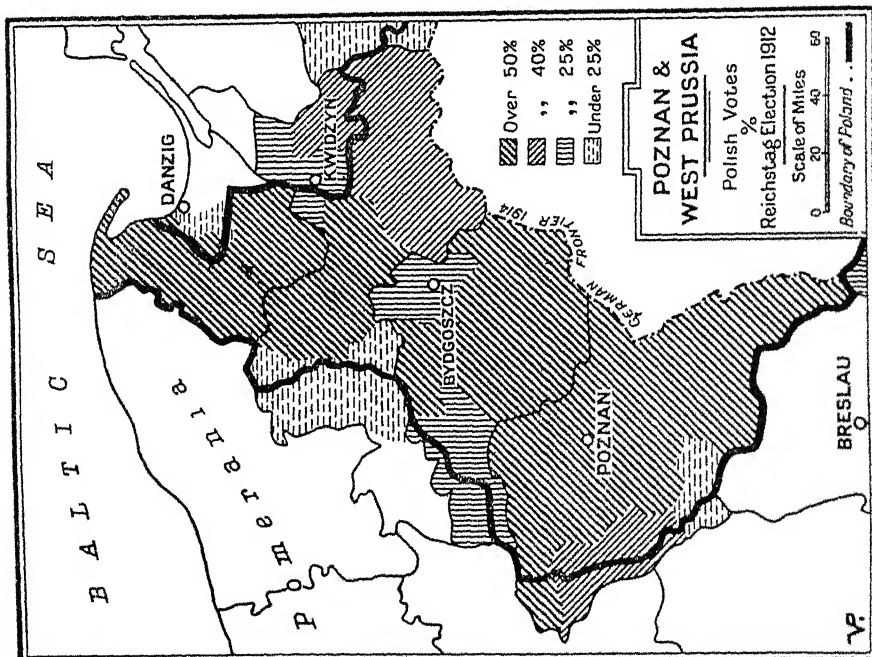 BALTIC SEA
Pomerania
DANZIG
KWIDZYN
BYDGOSZCZ
POZNAN
BRESLAU
GERMAN FRONTIER 1914
Over 50%
,, 40%
,, 25%
Under 25%
POZNAN &
WEST PRUSSIA
Polish Votes
%
Reichstag Election 1912
Scale of Miles
0 20 40 60
Boundary of Poland ..